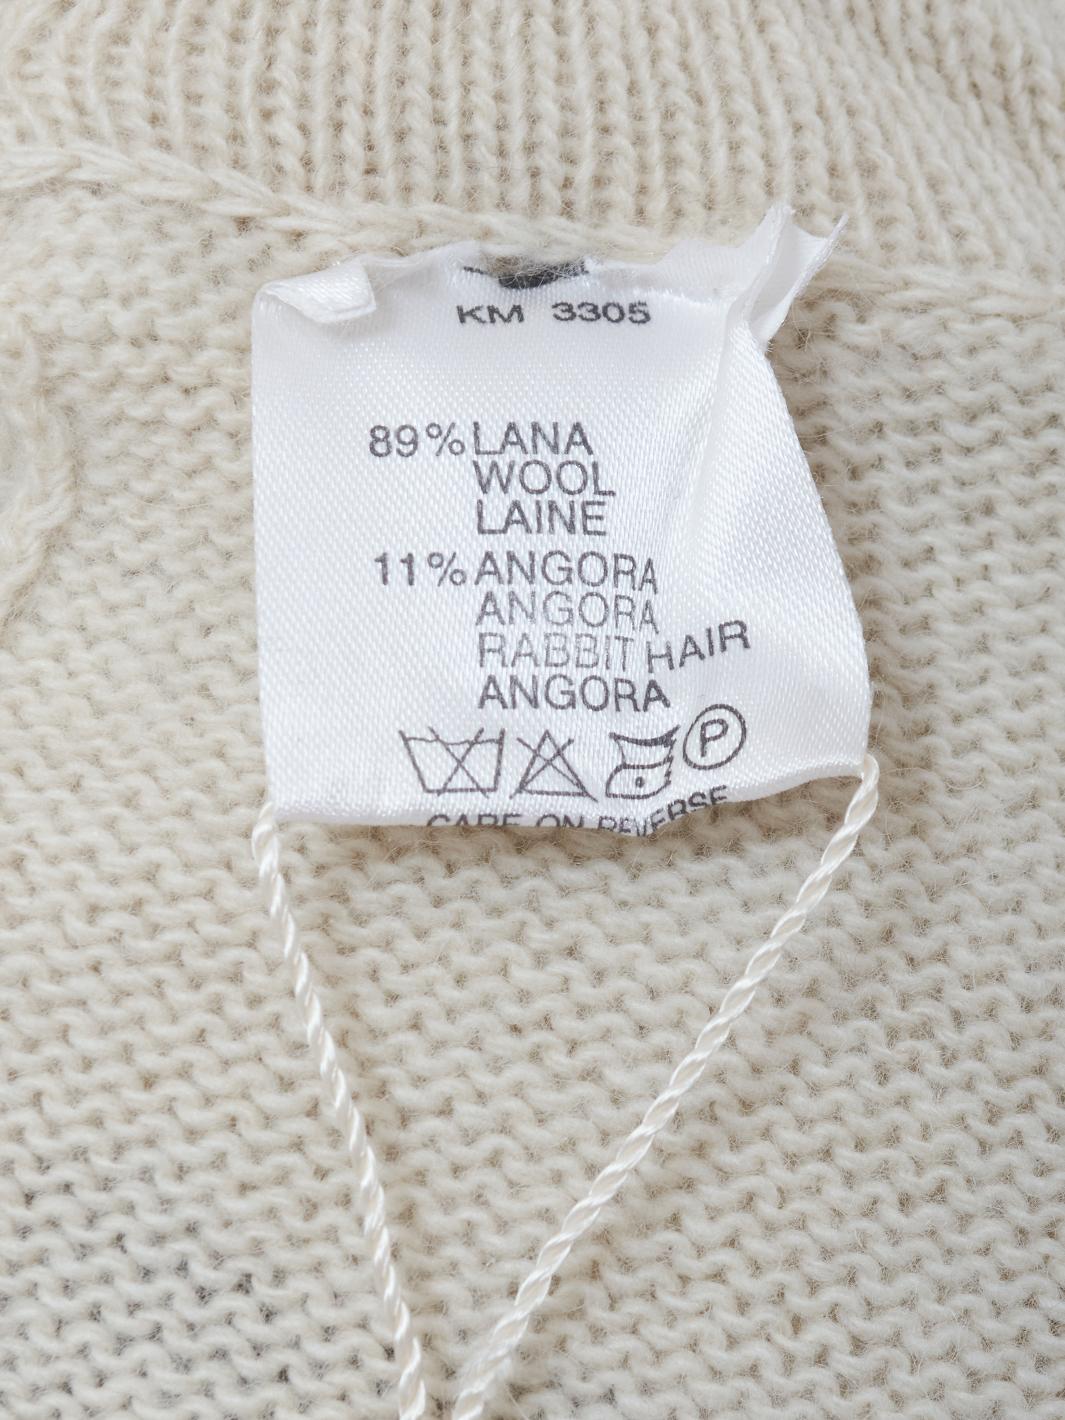 KM 3305
89% LANA
WOOL
LAINE
11% ANGORA
ANGORA
RABBIT HAIR
ANGORA
P
CARE ON REVERSE